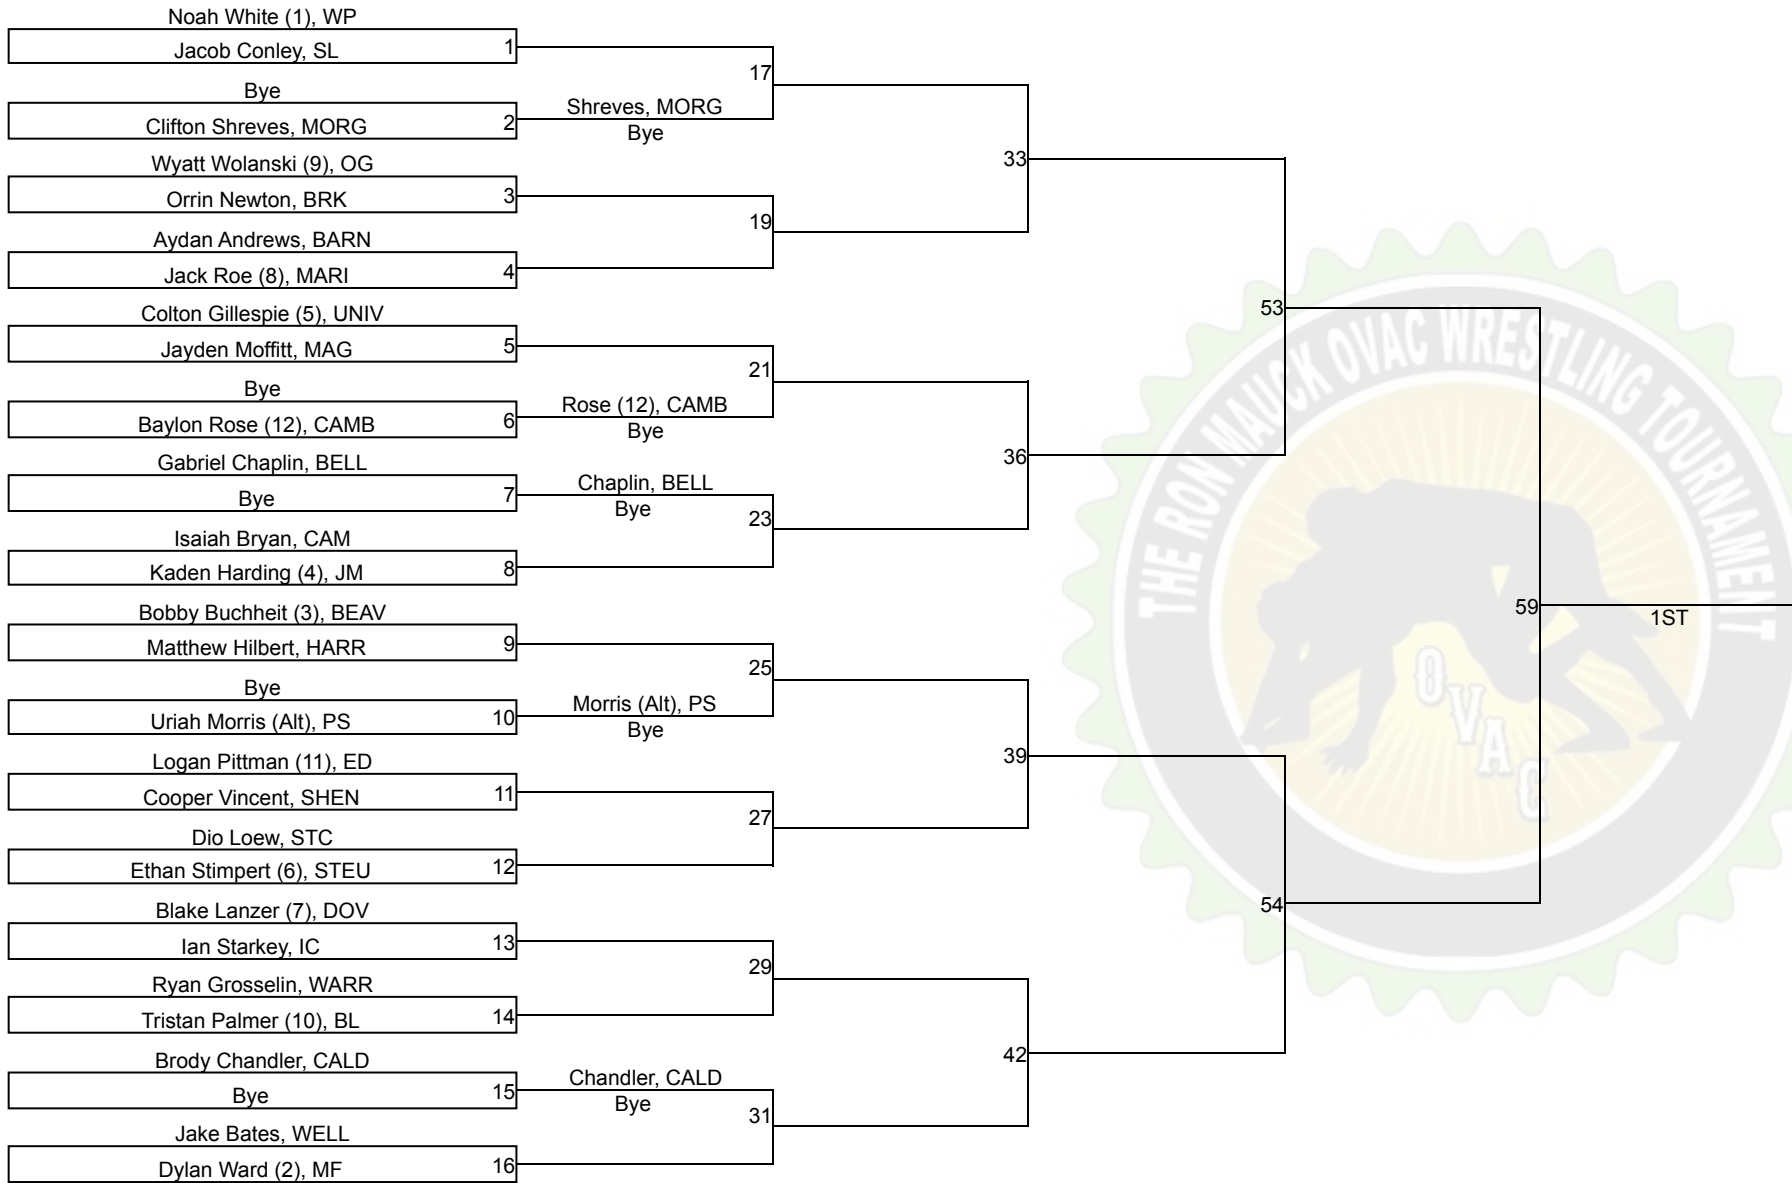 Noah White (1), WP
Jacob Conley, SL
1
Bye
Clifton Shreves, MORG
2
Wyatt Wolanski (9), OG
Orrin Newton, BRK
3
Aydan Andrews, BARN
Jack Roe (8), MARI
4
Colton Gillespie (5), UNIV
Jayden Moffitt, MAG
5
Bye
Baylon Rose (12), CAMB
6
Gabriel Chaplin, BELL
Bye
7
Isaiah Bryan, CAM
Kaden Harding (4), JM
8
Bobby Buchheit (3), BEAV
Matthew Hilbert, HARR
9
Bye
Uriah Morris (Alt), PS
10
Logan Pittman (11), ED
Cooper Vincent, SHEN
11
Dio Loew, STC
Ethan Stimpert (6), STEU
12
Blake Lanzer (7), DOV
Ian Starkey, IC
13
Ryan Grosselin, WARR
Tristan Palmer (10), BL
14
Brody Chandler, CALD
Bye
15
Jake Bates, WELL
Dylan Ward (2), MF
16
17
Shreves, MORG
Bye
19
21
Rose (12), CAMB
Bye
Chaplin, BELL
Bye
23
25
Morris (Alt), PS
Bye
27
29
Chandler, CALD
Bye
31
33
36
39
42
53
54
59
1ST
THE RON MAUCK OVAC WRESTLING TOURNAMENT
OVAC